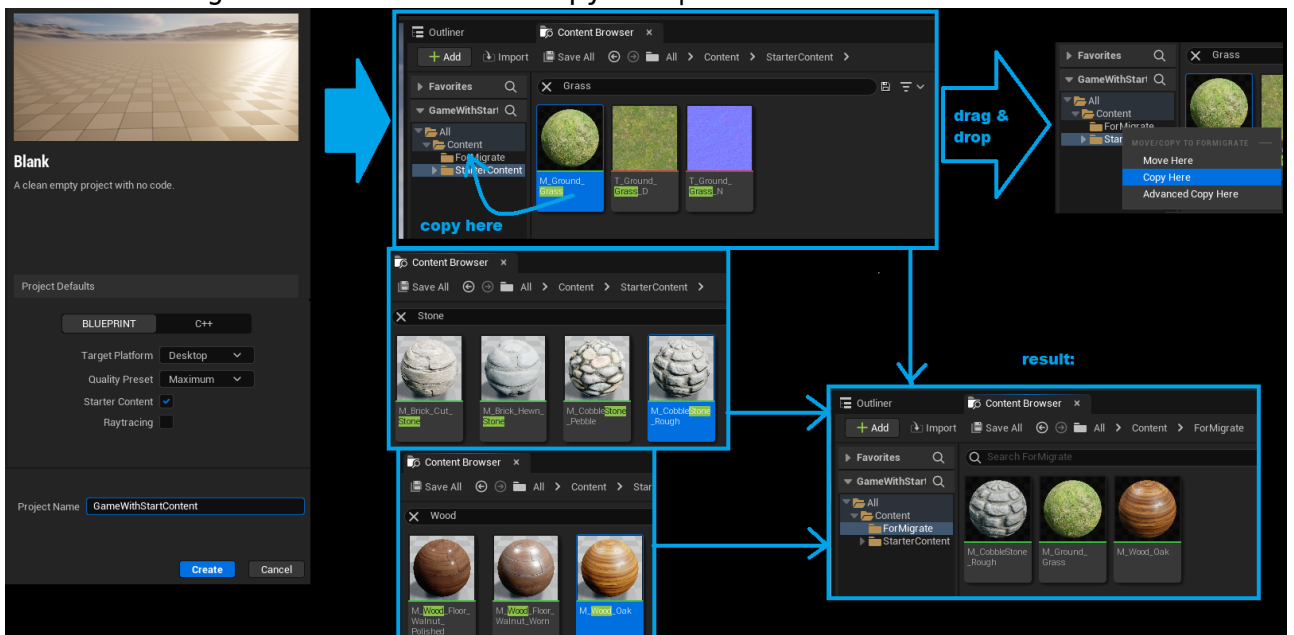 Blank
A clean empty project with no code.
Project Defaults
BLUEPRINT C++
Target Platform Desktop
Quality Preset Maximum
Starter Content
Raytracing
Project Name GameWithStartContent
Create Cancel
Outliner Content Browser ×
+ Add Import Save All All > Content > StarterContent >
Favorites Grass
GameWithStart
All
Content
ForMigrate
StarterContent
M_Ground_
Grass
T_Ground_
Grass_D
T_Ground_
Grass_N
copy here
drag &
drop
Favorites Grass
GameWithStart
All
Content
ForMigrate
Star
MOVE/COPY TO FORMIGRATE
Move Here
Copy Here
Advanced Copy Here
Content Browser ×
Save All All > Content > StarterContent >
Stone
M_Brick_Cut_
Stone
M_Brick_Hewn_
Stone
M_CobbleStone
_Pebble
M_CobbleStone
_Rough
Content Browser ×
Save All All > Content > Star
Wood
M_Wood_Floor_
Walnut_
Polished
M_Wood_Floor_
Walnut_Worn
M_Wood_Oak
result:
Outliner Content Browser ×
+ Add Import Save All All > Content > ForMigrate
Favorites Search ForMigrate
GameWithStart
All
Content
ForMigrate
StarterContent
M_CobbleStone
_Rough
M_Ground_
Grass
M_Wood_Oak